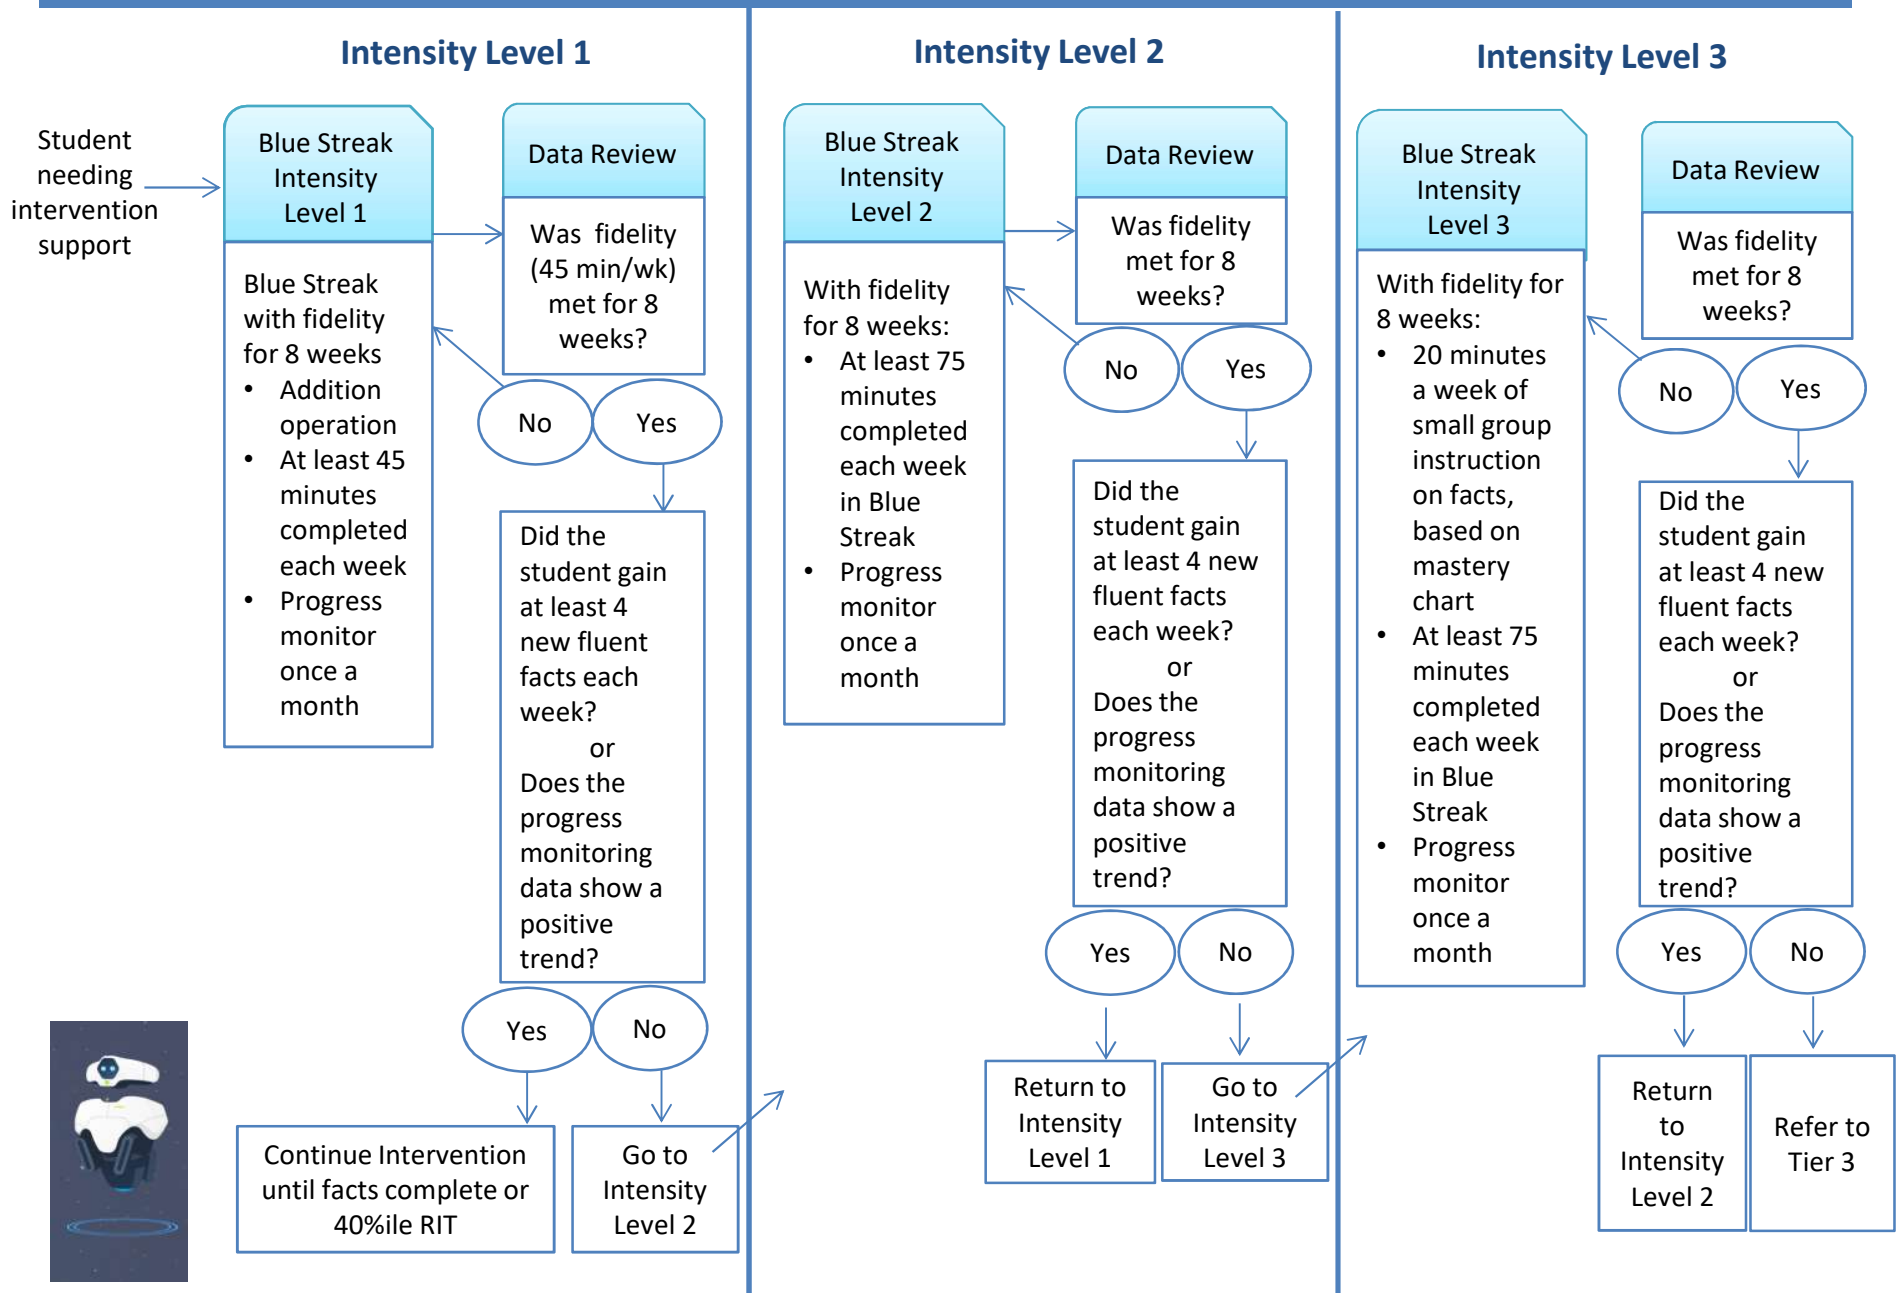 Intensity Level 1
Student
needing
intervention
support
Blue Streak
Intensity
Level 1
Blue Streak
with fidelity
for 8 weeks
• Addition
operation
• At least 45
minutes
completed
each week
• Progress
monitor
once a
month
Data Review
Was fidelity
(45 min/wk)
met for 8
weeks?
No
Yes
Did the
student gain
at least 4
new fluent
facts each
week?
or
Does the
progress
monitoring
data show a
positive
trend?
Yes
No
Continue Intervention
until facts complete or
40%ile RIT
Go to
Intensity
Level 2
Intensity Level 2
Blue Streak
Intensity
Level 2
With fidelity
for 8 weeks:
• At least 75
minutes
completed
each week
in Blue
Streak
• Progress
monitor
once a
month
Data Review
Was fidelity
met for 8
weeks?
No
Yes
Did the
student gain
at least 4 new
fluent facts
each week?
or
Does the
progress
monitoring
data show a
positive
trend?
Yes
No
Return to
Intensity
Level 1
Go to
Intensity
Level 3
Intensity Level 3
Blue Streak
Intensity
Level 3
With fidelity for
8 weeks:
• 20 minutes
a week of
small group
instruction
on facts,
based on
mastery
chart
• At least 75
minutes
completed
each week
in Blue
Streak
• Progress
monitor
once a
month
Data Review
Was fidelity
met for 8
weeks?
No
Yes
Did the
student gain
at least 4 new
fluent facts
each week?
or
Does the
progress
monitoring
data show a
positive
trend?
Yes
No
Return
to
Intensity
Level 2
Refer to
Tier 3